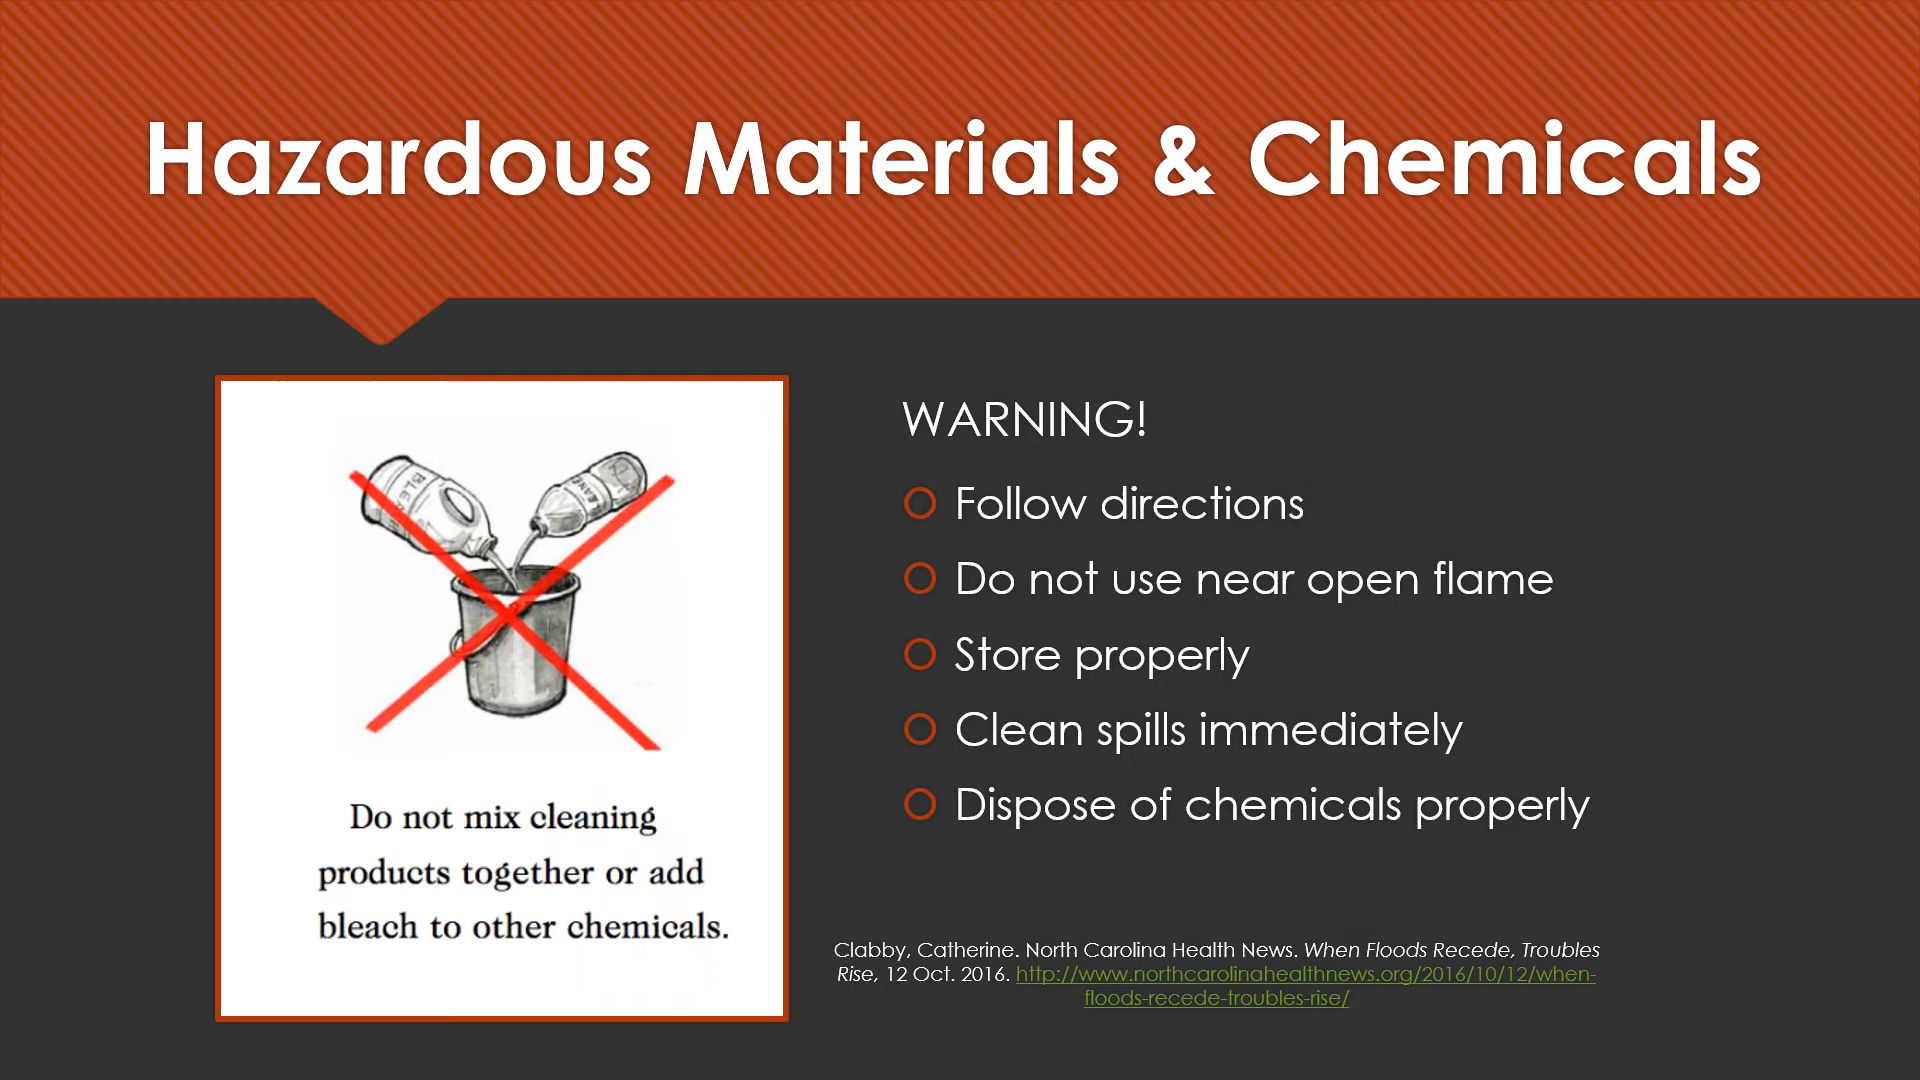 Hazardous Materials & Chemicals
Do not mix cleaning
products together or add
bleach to other chemicals.
WARNING!
Follow directions
Do not use near open flame
Store properly
Clean spills immediately
Dispose of chemicals properly
Clabby, Catherine. North Carolina Health News. When Floods Recede, Troubles
Rise, 12 Oct. 2016. http://www.northcarolinahealthnews.org/2016/10/12/when-
floods-recede-troubles-rise/